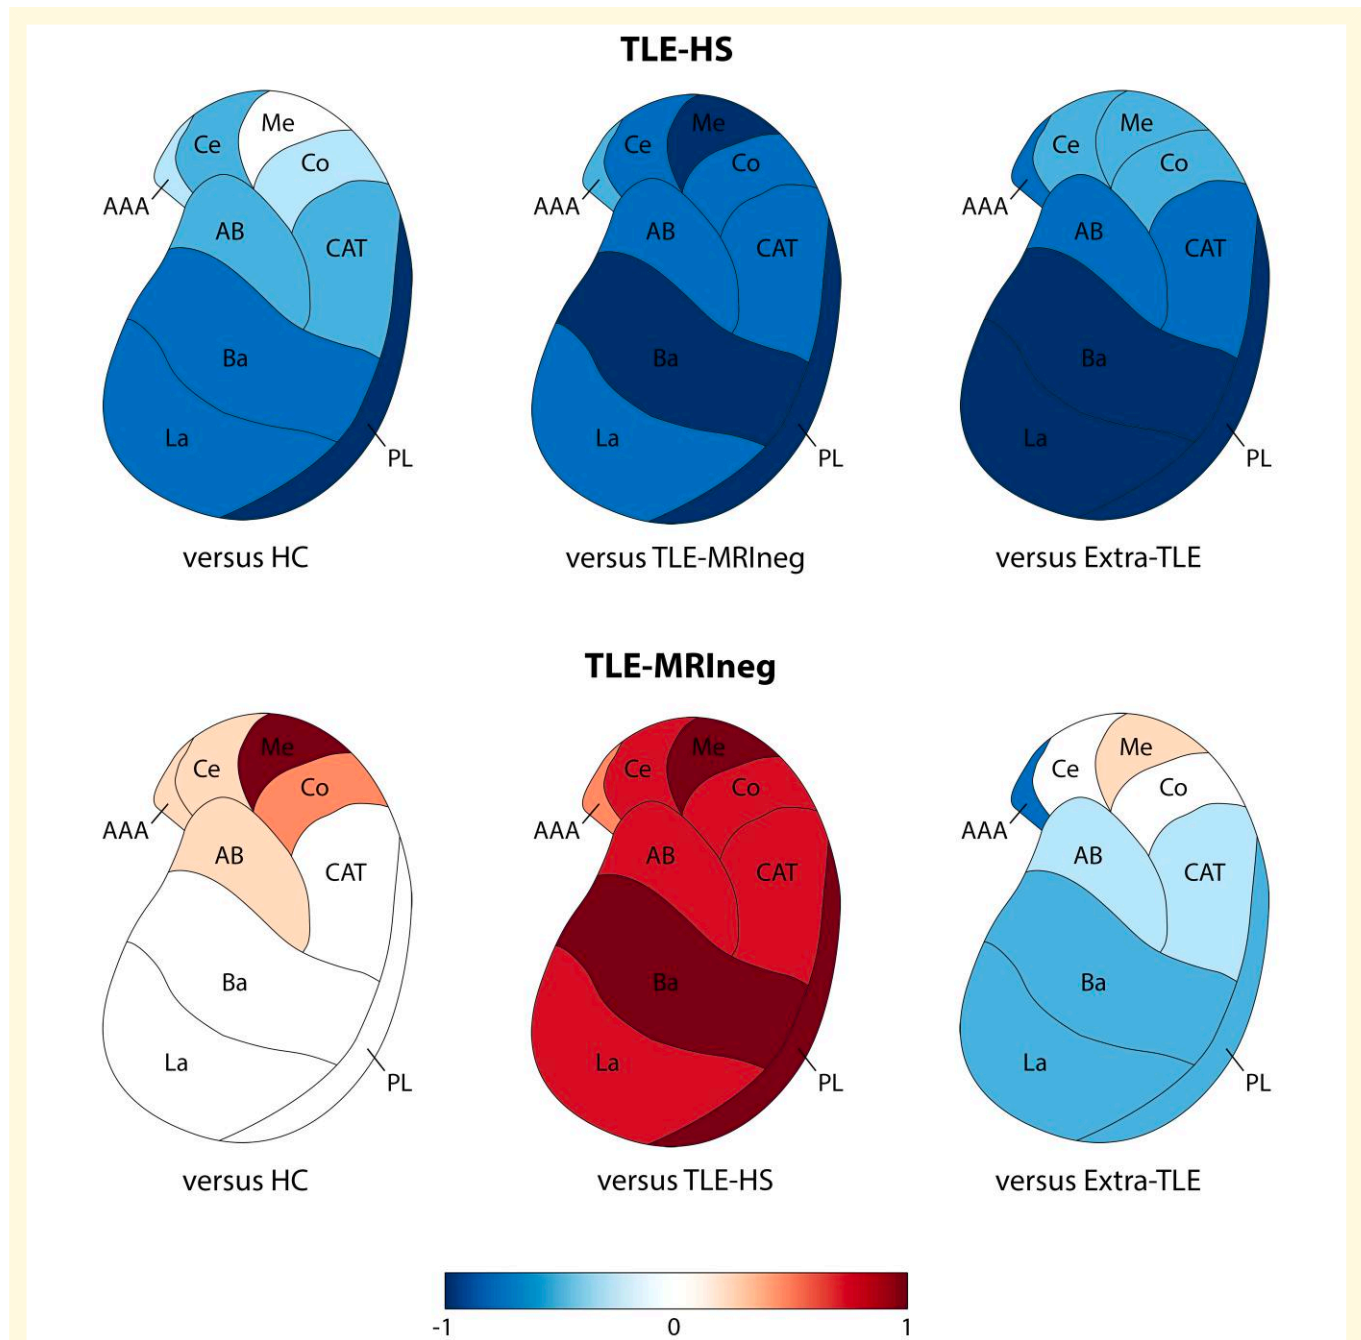 TLE-HS
Me
Ce
Co
AAA
AB
CAT
Ba
La
PL
versus HC
Me
Ce
Co
AAA
AB
CAT
Ba
La
PL
versus TLE-MRIneg
Me
Ce
Co
AAA
AB
CAT
Ba
La
PL
versus Extra-TLE
TLE-MRIneg
Me
Ce
Co
AAA
AB
CAT
Ba
La
PL
versus HC
Me
Ce
Co
AAA
AB
CAT
Ba
La
PL
versus TLE-HS
Me
Ce
Co
AAA
AB
CAT
Ba
La
PL
versus Extra-TLE
-1 0 1